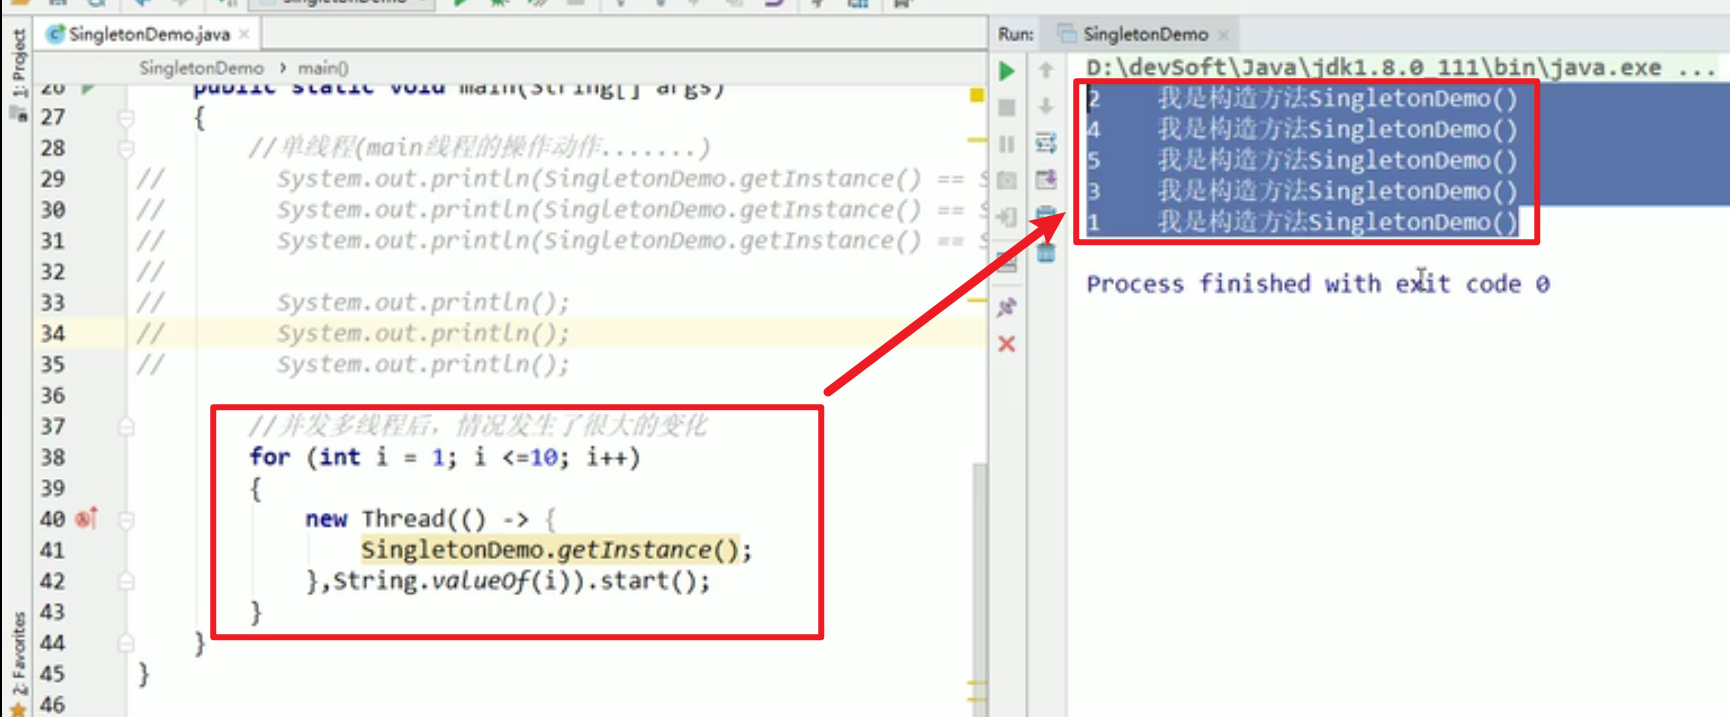 SingletonDemo
1: Project
SingletonDemo.java
SingletonDemo › main()
26 public static void main(String[] args)
27 {
28 //单线程(main线程的操作动作.......)
29 // System.out.println(SingletonDemo.getInstance() == S
30 // System.out.println(SingletonDemo.getInstance() == S
31 // System.out.println(SingletonDemo.getInstance() == S
32 //
33 // System.out.println();
34 // System.out.println();
35 // System.out.println();
36
37 //并发多线程后，情况发生了很大的变化
38 for (int i = 1; i <=10; i++)
39 {
40 new Thread(() -> {
41 SingletonDemo.getInstance();
42 },String.valueOf(i)).start();
43 }
44 }
45 }
46
2: Favorites
Run: SingletonDemo
D:\devSoft\Java\jdk1.8.0_111\bin\java.exe ...
2 我是构造方法SingletonDemo()
4 我是构造方法SingletonDemo()
5 我是构造方法SingletonDemo()
3 我是构造方法SingletonDemo()
1 我是构造方法SingletonDemo()
Process finished with exit code 0